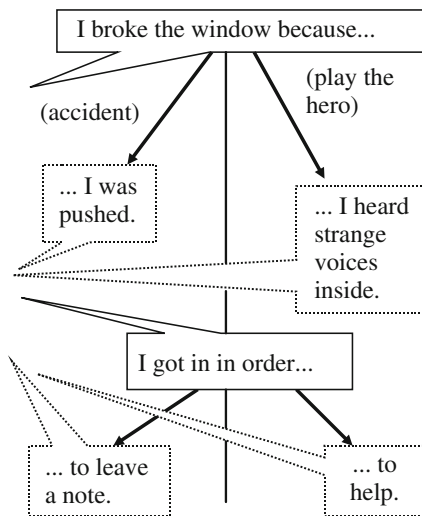 I broke the window because...
(accident)
(play the
hero)
... I was
pushed.
... I heard
strange
voices
inside.
I got in in order...
... to leave
a note.
... to
help.